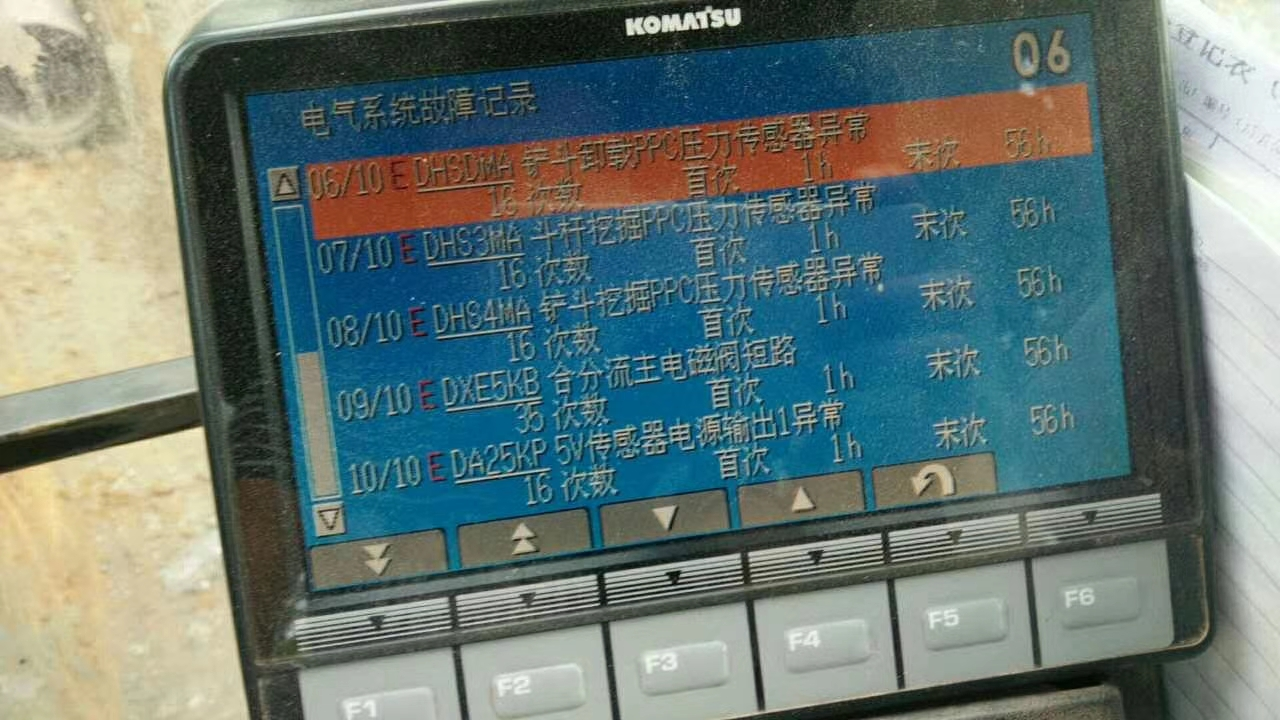 KOMATSU
06
电气系统故障记录
06/10 E DHSDMA 铲斗卸载PPC压力传感器异常
16 次数 首次 1h 末次 56h
07/10 E DHS3MA 斗杆挖掘PPC压力传感器异常
16 次数 首次 1h 末次 56h
08/10 E DHS4MA 铲斗挖掘PPC压力传感器异常
16 次数 首次 1h 末次 56h
09/10 E DXE5KB 合分流主电磁阀短路
35 次数 首次 1h 末次 56h
10/10 E DA25KP 5V传感器电源输出1异常
16 次数 首次 1h 末次 56h
F1 F2 F3 F4 F5 F6
登记表